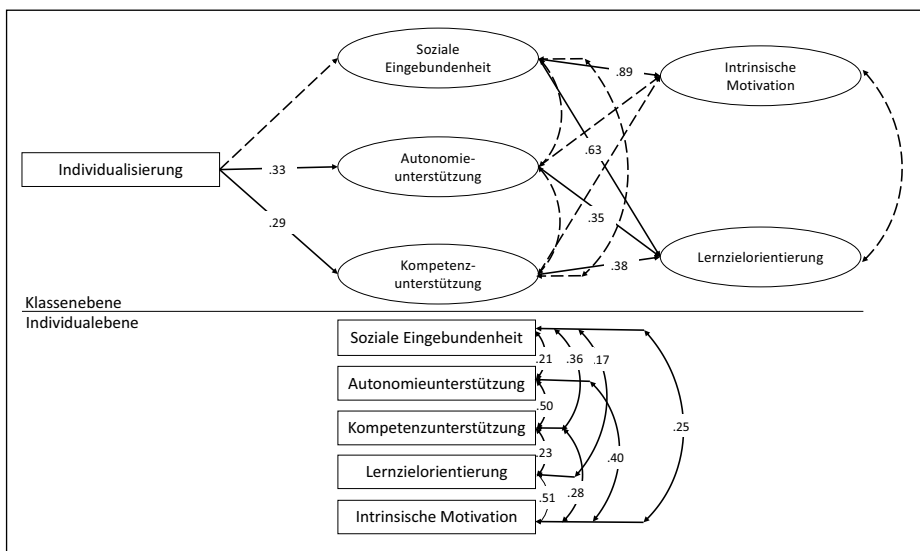 Soziale
Eingebundenheit
.89
Intrinsische
Motivation
Individualisierung
.33
Autonomie-
unterstützung
.63
.29
.35
Kompetenz-
unterstützung
.38
Lernzielorientierung
Klassenebene
Individualebene
Soziale Eingebundenheit
.21
.36
.17
Autonomieunterstützung
.50
Kompetenzunterstützung
.25
.23
.40
Lernzielorientierung
.28
.51
Intrinsische Motivation